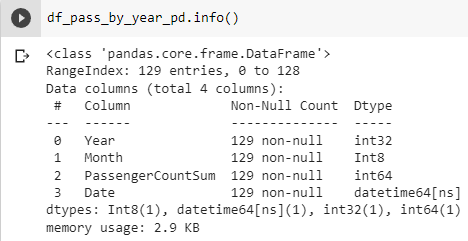 df_pass_by_year_pd.info()
<class 'pandas.core.frame.DataFrame'>
RangeIndex: 129 entries, 0 to 128
Data columns (total 4 columns):
 #   Column             Non-Null Count  Dtype
---  ------             --------------  -----
 0   Year               129 non-null    int32
 1   Month              129 non-null    Int8
 2   PassengerCountSum  129 non-null    int64
 3   Date               129 non-null    datetime64[ns]
dtypes: Int8(1), datetime64[ns](1), int32(1), int64(1)
memory usage: 2.9 KB